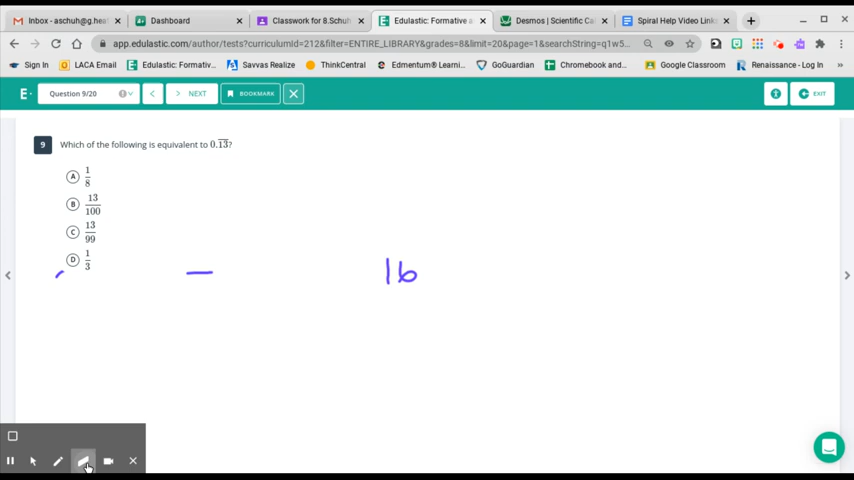 Inbox - aschuh@g.hea
Dashboard
Classwork for 8.Schuh
Edulastic: Formative a
Desmos | Scientific Cal
Spiral Help Video Links
app.edulastic.com/author/tests?curriculumId=212&filter=ENTIRE_LIBRARY&grades=8&limit=20&page=1&searchString=q1w5...
Sign In
LACA Email
Edulastic: Formativ...
Savvas Realize
ThinkCentral
Edmentum® Learni...
GoGuardian
Chromebook and...
Google Classroom
Renaissance - Log In
»
E
Question 9/20
NEXT
BOOKMARK
EXIT
9 Which of the following is equivalent to 0.1̅3̅?
A 1/8
B 13/100
C 13/99
D 1/3
— 16